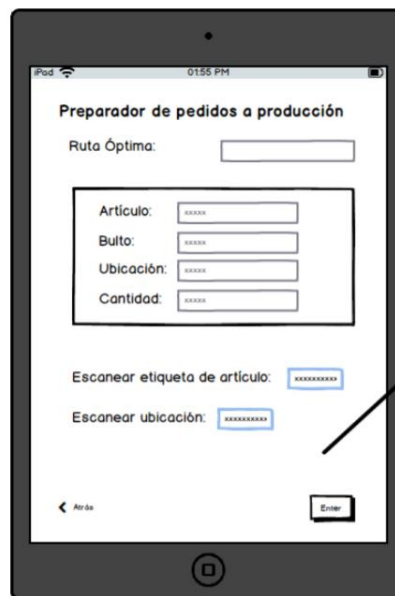 iPad 01:55 PM
Preparador de pedidos a producción
Ruta Óptima:
Artículo: xxxxx
Bulto: xxxxx
Ubicación: xxxxx
Cantidad: xxxxx
Escanear etiqueta de artículo: xxxxxxxxxx
Escanear ubicación: xxxxxxxxxx
Atrás Enter